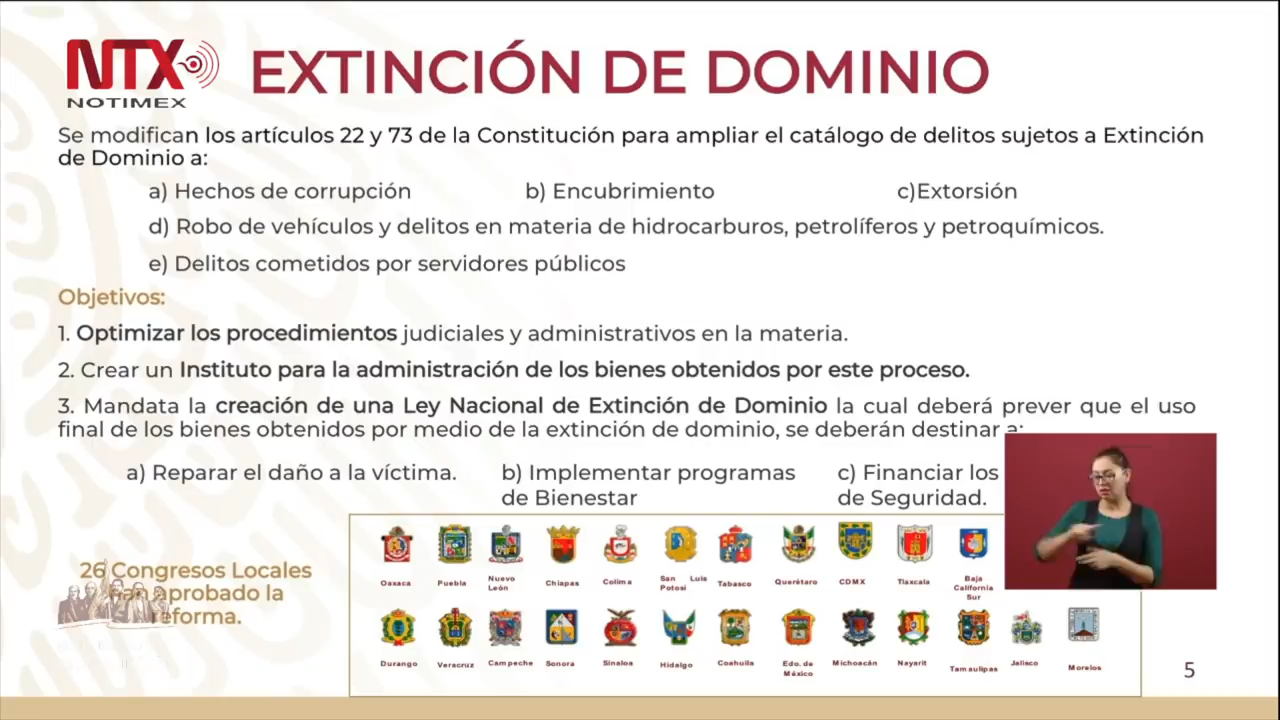 NTX
NOTIMEX
EXTINCIÓN DE DOMINIO
Se modifican los artículos 22 y 73 de la Constitución para ampliar el catálogo de delitos sujetos a Extinción
de Dominio a:
a) Hechos de corrupción b) Encubrimiento c)Extorsión
d) Robo de vehículos y delitos en materia de hidrocarburos, petrolíferos y petroquímicos.
e) Delitos cometidos por servidores públicos
Objetivos:
1. Optimizar los procedimientos judiciales y administrativos en la materia.
2. Crear un Instituto para la administración de los bienes obtenidos por este proceso.
3. Mandata la creación de una Ley Nacional de Extinción de Dominio la cual deberá prever que el uso
final de los bienes obtenidos por medio de la extinción de dominio, se deberán destinar a:
a) Reparar el daño a la víctima.
b) Implementar programas
de Bienestar
c) Financiar los
de Seguridad.
26 Congresos Locales
han aprobado la
reforma.
Oaxaca
Puebla
Nuevo
León
Chiapas
Colima
San Luis
Potosí
Tabasco
Querétaro
CDMX
Tlaxcala
Baja
California
Sur
Durango
Veracruz
Campeche
Sonora
Sinaloa
Hidalgo
Coahuila
Edo. de
México
Michoacán
Nayarit
Tamaulipas
Jalisco
Morelos
5